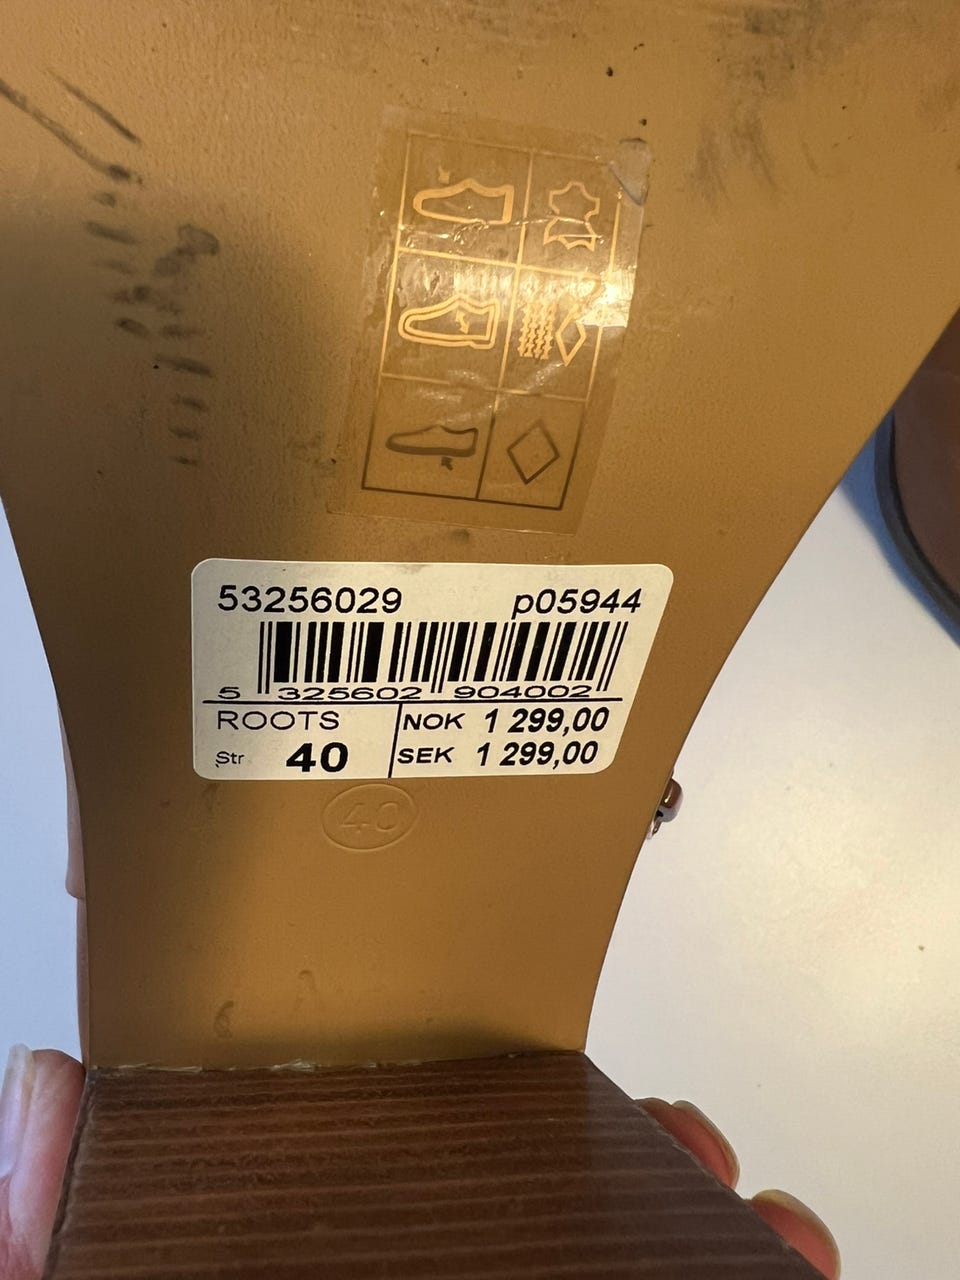 53256029 p05944
5 325602 904002
ROOTS NOK 1 299,00
Str 40 SEK 1 299,00
40